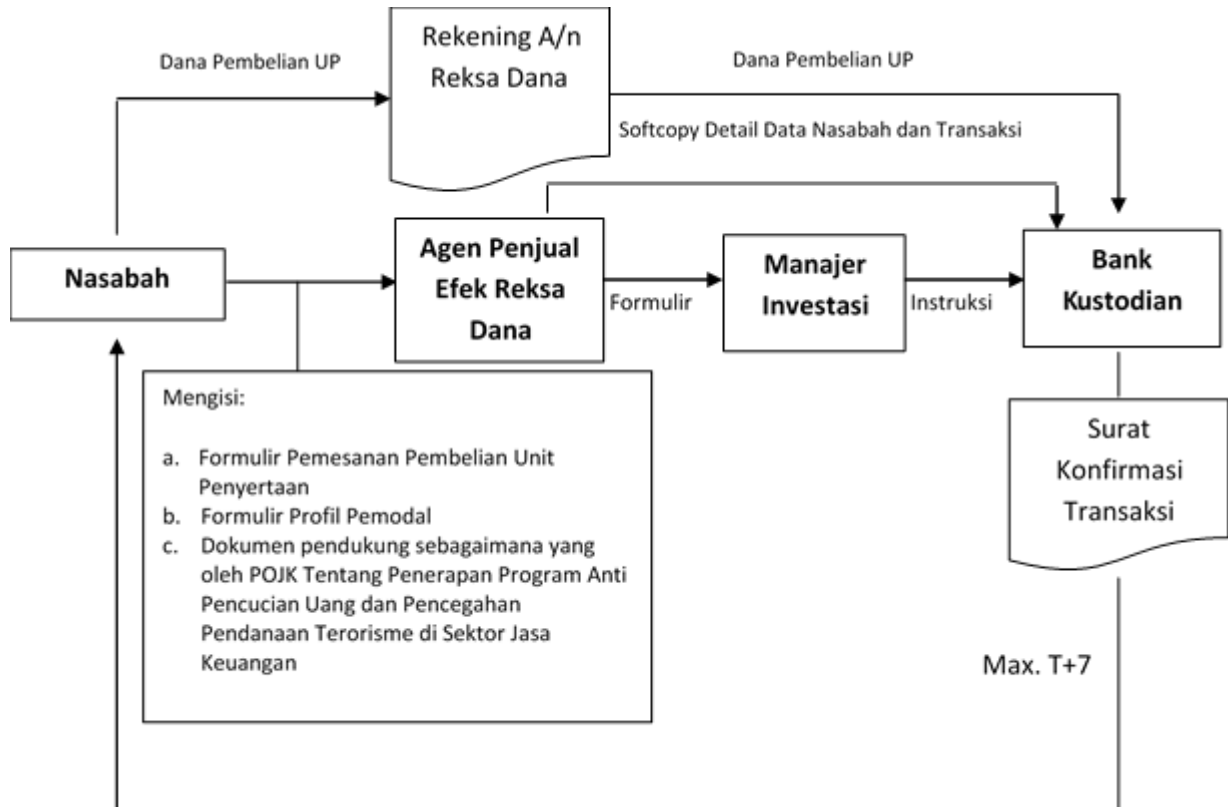 Rekening A/n
Reksa Dana
Dana Pembelian UP
Dana Pembelian UP
Softcopy Detail Data Nasabah dan Transaksi
Nasabah
Agen Penjual
Efek Reksa
Dana
Formulir
Manajer
Investasi
Instruksi
Bank
Kustodian
Mengisi:
a. Formulir Pemesanan Pembelian Unit
Penyertaan
b. Formulir Profil Pemodal
c. Dokumen pendukung sebagaimana yang
oleh POJK Tentang Penerapan Program Anti
Pencucian Uang dan Pencegahan
Pendanaan Terorisme di Sektor Jasa
Keuangan
Surat
Konfirmasi
Transaksi
Max. T+7